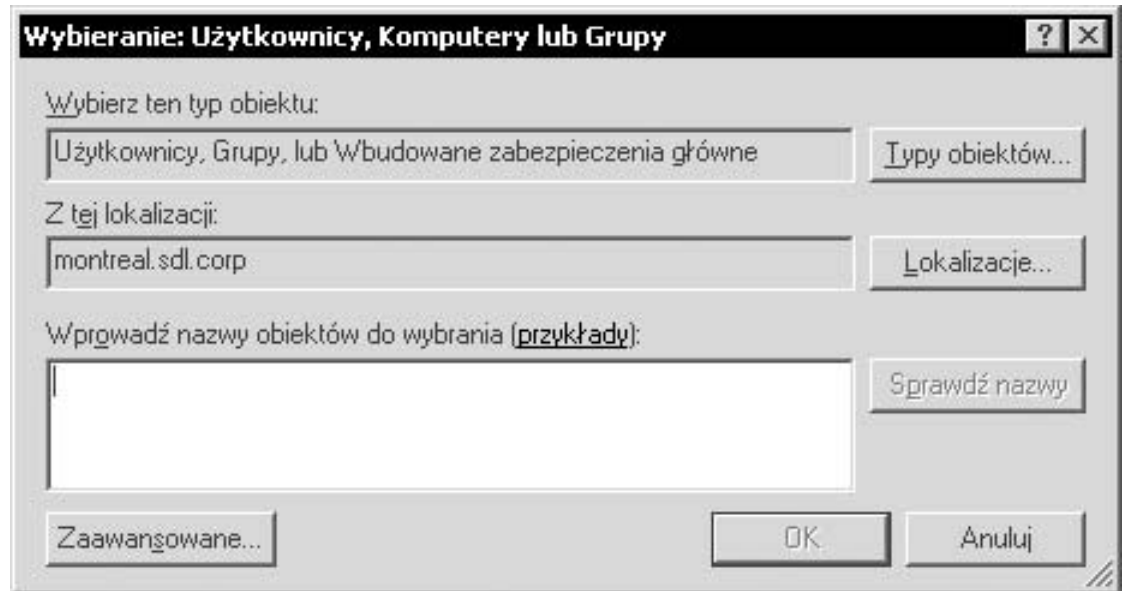 Wybieranie: Użytkownicy, Komputery lub Grupy
Wybierz ten typ obiektu:
Użytkownicy, Grupy, lub Wbudowane zabezpieczenia główne
Typy obiektów...
Z tej lokalizacji:
montreal.sdl.corp
Lokalizacje...
Wprowadź nazwy obiektów do wybrania (przykłady):
Sprawdź nazwy
Zaawansowane...
OK
Anuluj